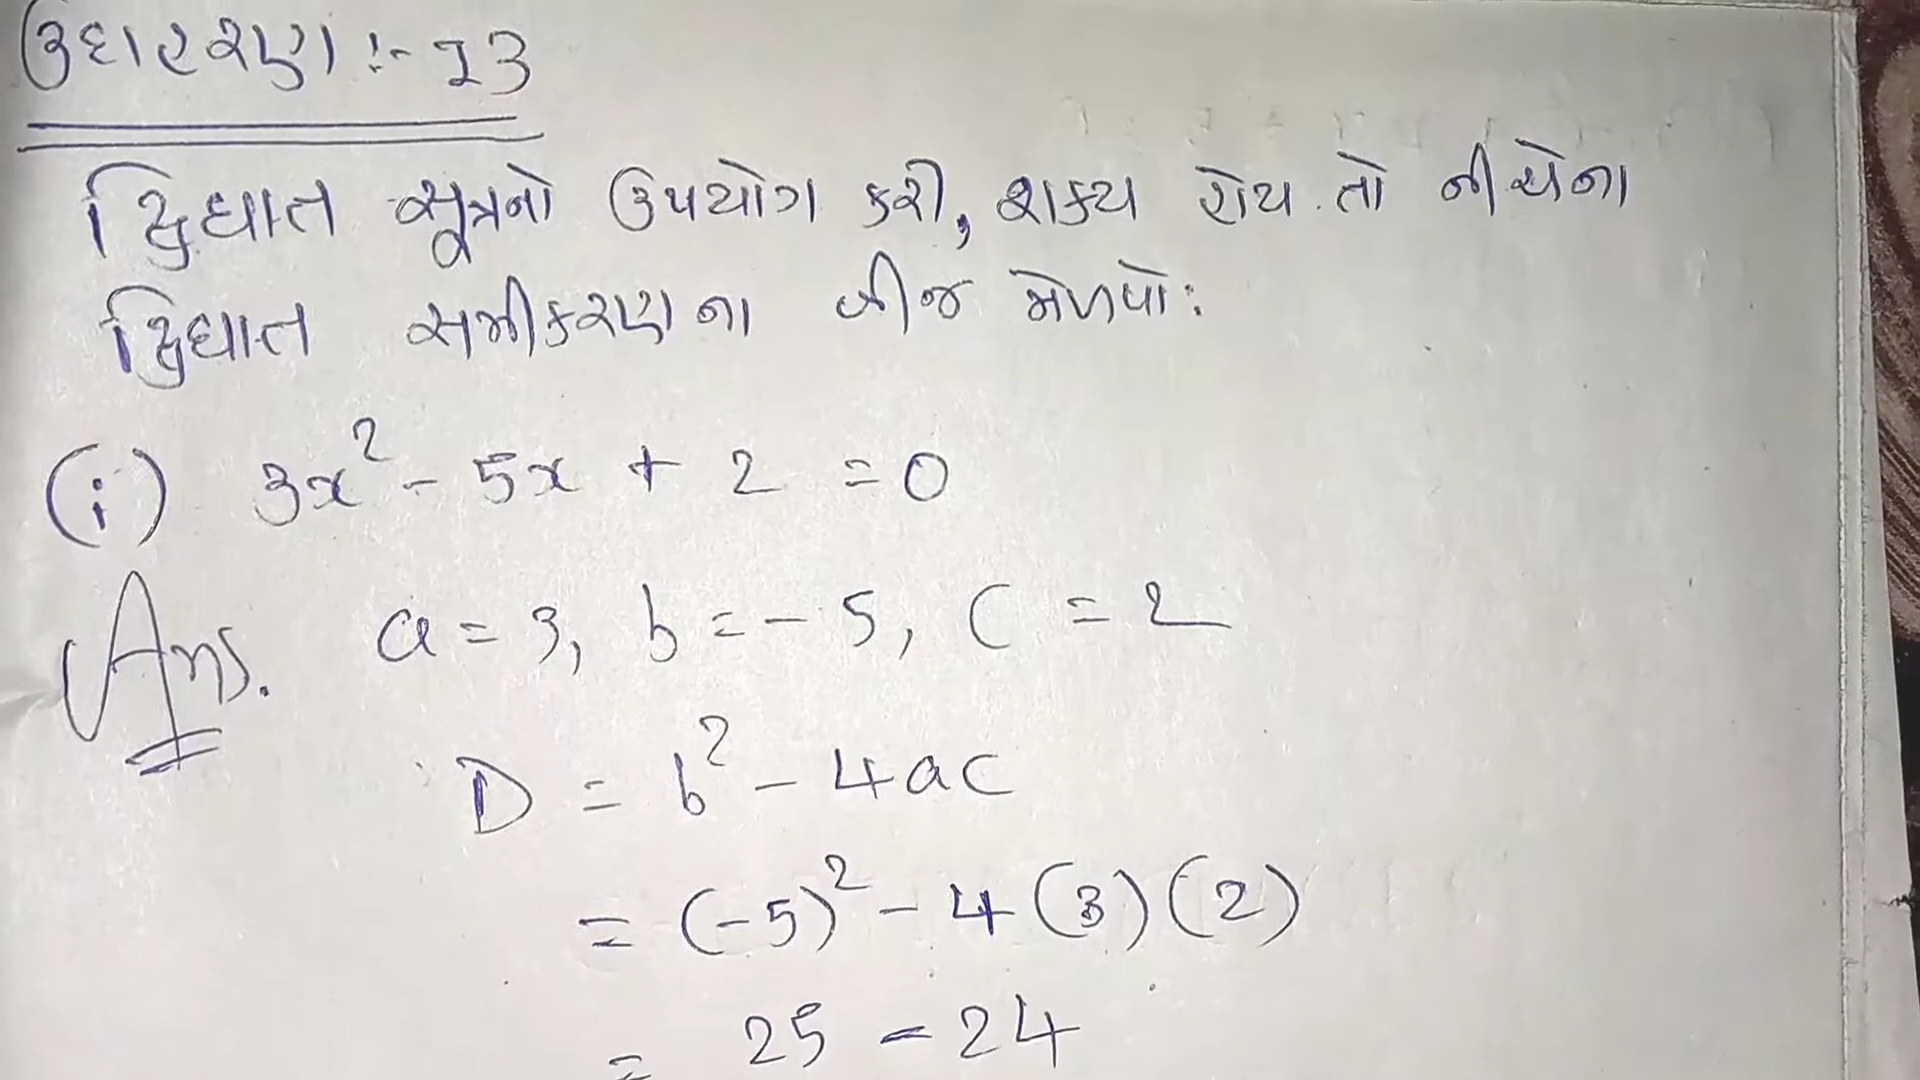 ઉદાહરણ :- 13
દ્વિઘાત સૂત્રનો ઉપયોગ કરી, શક્ય હોય તો નીચેના
દ્વિઘાત સમીકરણ ના બીજ મેળવો:
(i) 3x² - 5x + 2 = 0
Ans. a = 3, b = - 5, C = 2
D = b² - 4ac
= (-5)² - 4 (3) (2)
= 25 - 24